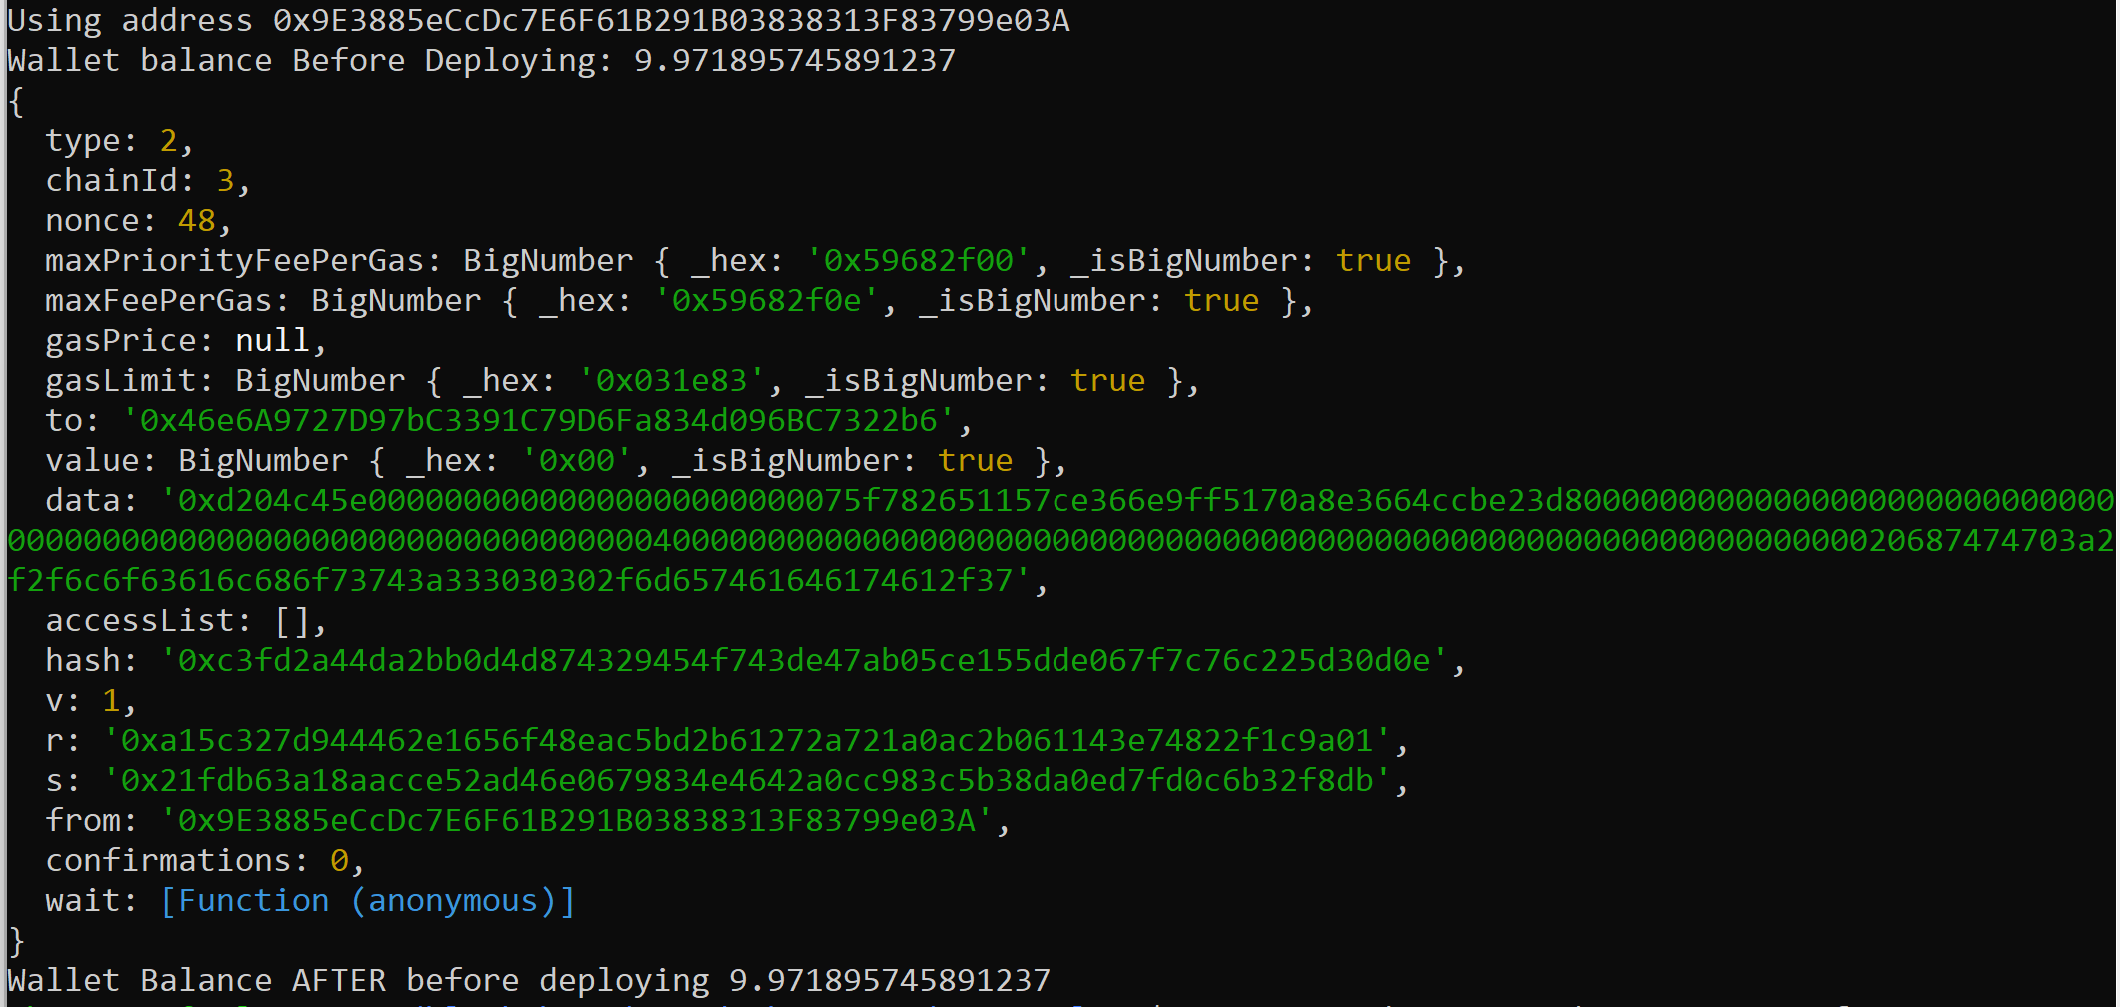 Using address 0x9E3885eCcDc7E6F61B291B03838313F83799e03A
Wallet balance Before Deploying: 9.971895745891237
{
  type: 2,
  chainId: 3,
  nonce: 48,
  maxPriorityFeePerGas: BigNumber { _hex: '0x59682f00', _isBigNumber: true },
  maxFeePerGas: BigNumber { _hex: '0x59682f0e', _isBigNumber: true },
  gasPrice: null,
  gasLimit: BigNumber { _hex: '0x031e83', _isBigNumber: true },
  to: '0x46e6A9727D97bC3391C79D6Fa834d096BC7322b6',
  value: BigNumber { _hex: '0x00', _isBigNumber: true },
  data: '0xd204c45e00000000000000000000000075f782651157ce366e9ff5170a8e3664ccbe23d800000000000000000000000000000
0000000000000000000000000000000000400000000000000000000000000000000000000000000000000000000000000020687474703a2
f2f6c6f63616c686f73743a333030302f6d657461646174612f37',
  accessList: [],
  hash: '0xc3fd2a44da2bb0d4d874329454f743de47ab05ce155dde067f7c76c225d30d0e',
  v: 1,
  r: '0xa15c327d944462e1656f48eac5bd2b61272a721a0ac2b061143e74822f1c9a01',
  s: '0x21fdb63a18aacce52ad46e0679834e4642a0cc983c5b38da0ed7fd0c6b32f8db',
  from: '0x9E3885eCcDc7E6F61B291B03838313F83799e03A',
  confirmations: 0,
  wait: [Function (anonymous)]
}
Wallet Balance AFTER before deploying 9.971895745891237